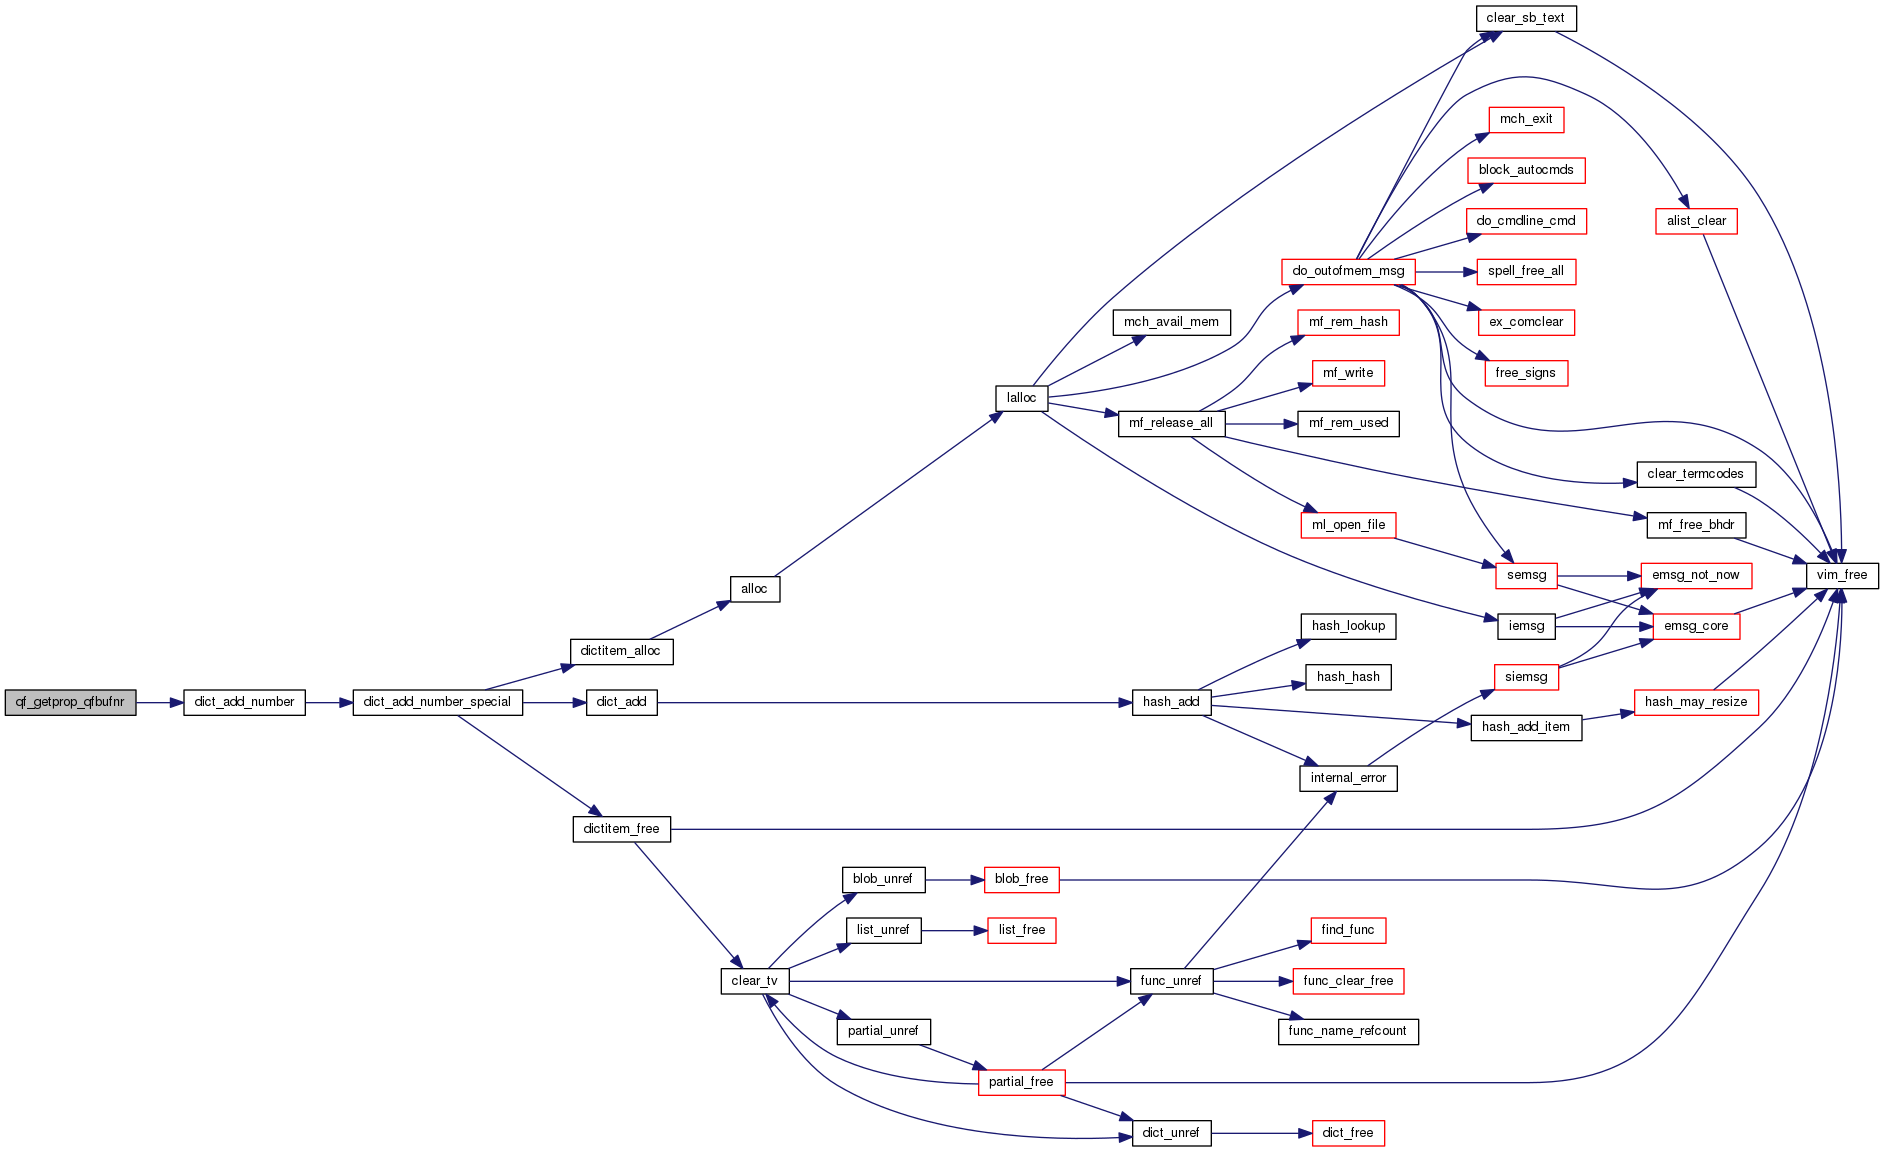 clear_sb_text
mch_exit
block_autocmds
do_cmdline_cmd
alist_clear
do_outofmem_msg
spell_free_all
mch_avail_mem
mf_rem_hash
ex_comclear
mf_write
free_signs
lalloc
mf_release_all
mf_rem_used
clear_termcodes
ml_open_file
mf_free_bhdr
alloc
semsg
emsg_not_now
vim_free
hash_lookup
iemsg
emsg_core
dictitem_alloc
hash_hash
siemsg
qf_getprop_qfbufnr
dict_add_number
dict_add_number_special
dict_add
hash_add
hash_may_resize
hash_add_item
internal_error
dictitem_free
blob_unref
blob_free
list_unref
list_free
find_func
clear_tv
func_unref
func_clear_free
partial_unref
func_name_refcount
partial_free
dict_unref
dict_free